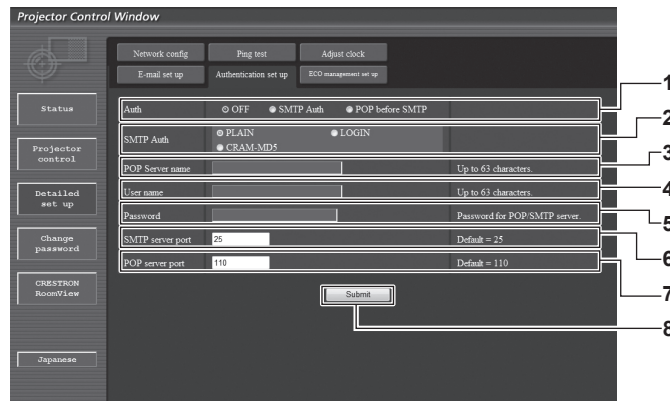 Projector Control Window
Network config Ping test Adjust clock
E-mail set up Authentication set up ECO management set up
Status
Projector control
Detailed set up
Change password
CRESTRON RoomView
Japanese
Auth OFF SMTP Auth POP before SMTP 1
SMTP Auth PLAIN LOGIN 2
CRAM-MD5
POP Server name Up to 63 characters. 3
User name Up to 63 characters. 4
Password Password for POP/SMTP server. 5
SMTP server port 25 Default = 25 6
POP server port 110 Default = 110 7
Submit 8